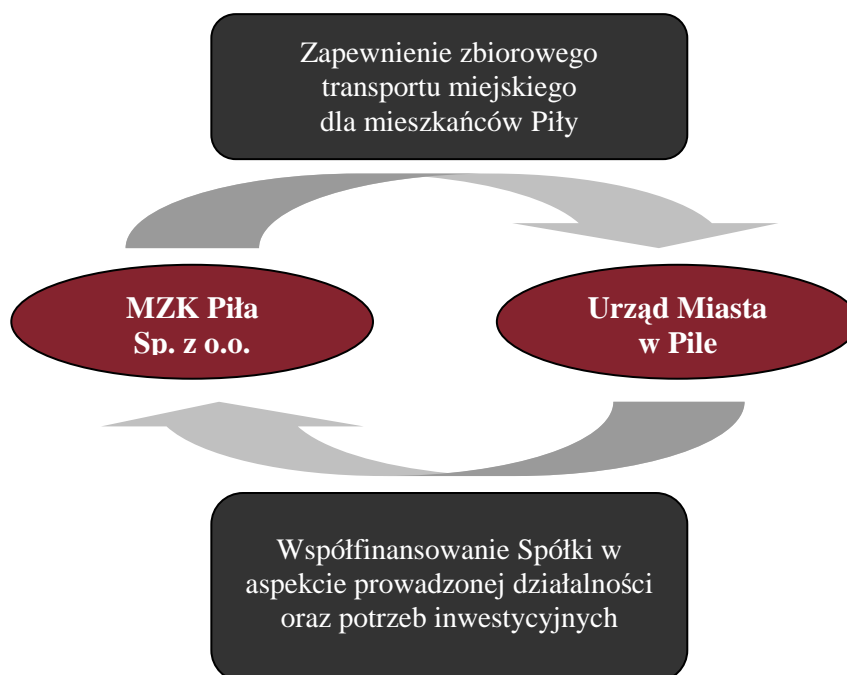 Zapewnienie zbiorowego
transportu miejskiego
dla mieszkańców Piły
MZK Piła
Sp. z o.o.
Urząd Miasta
w Pile
Współfinansowanie Spółki w
aspekcie prowadzonej działalności
oraz potrzeb inwestycyjnych